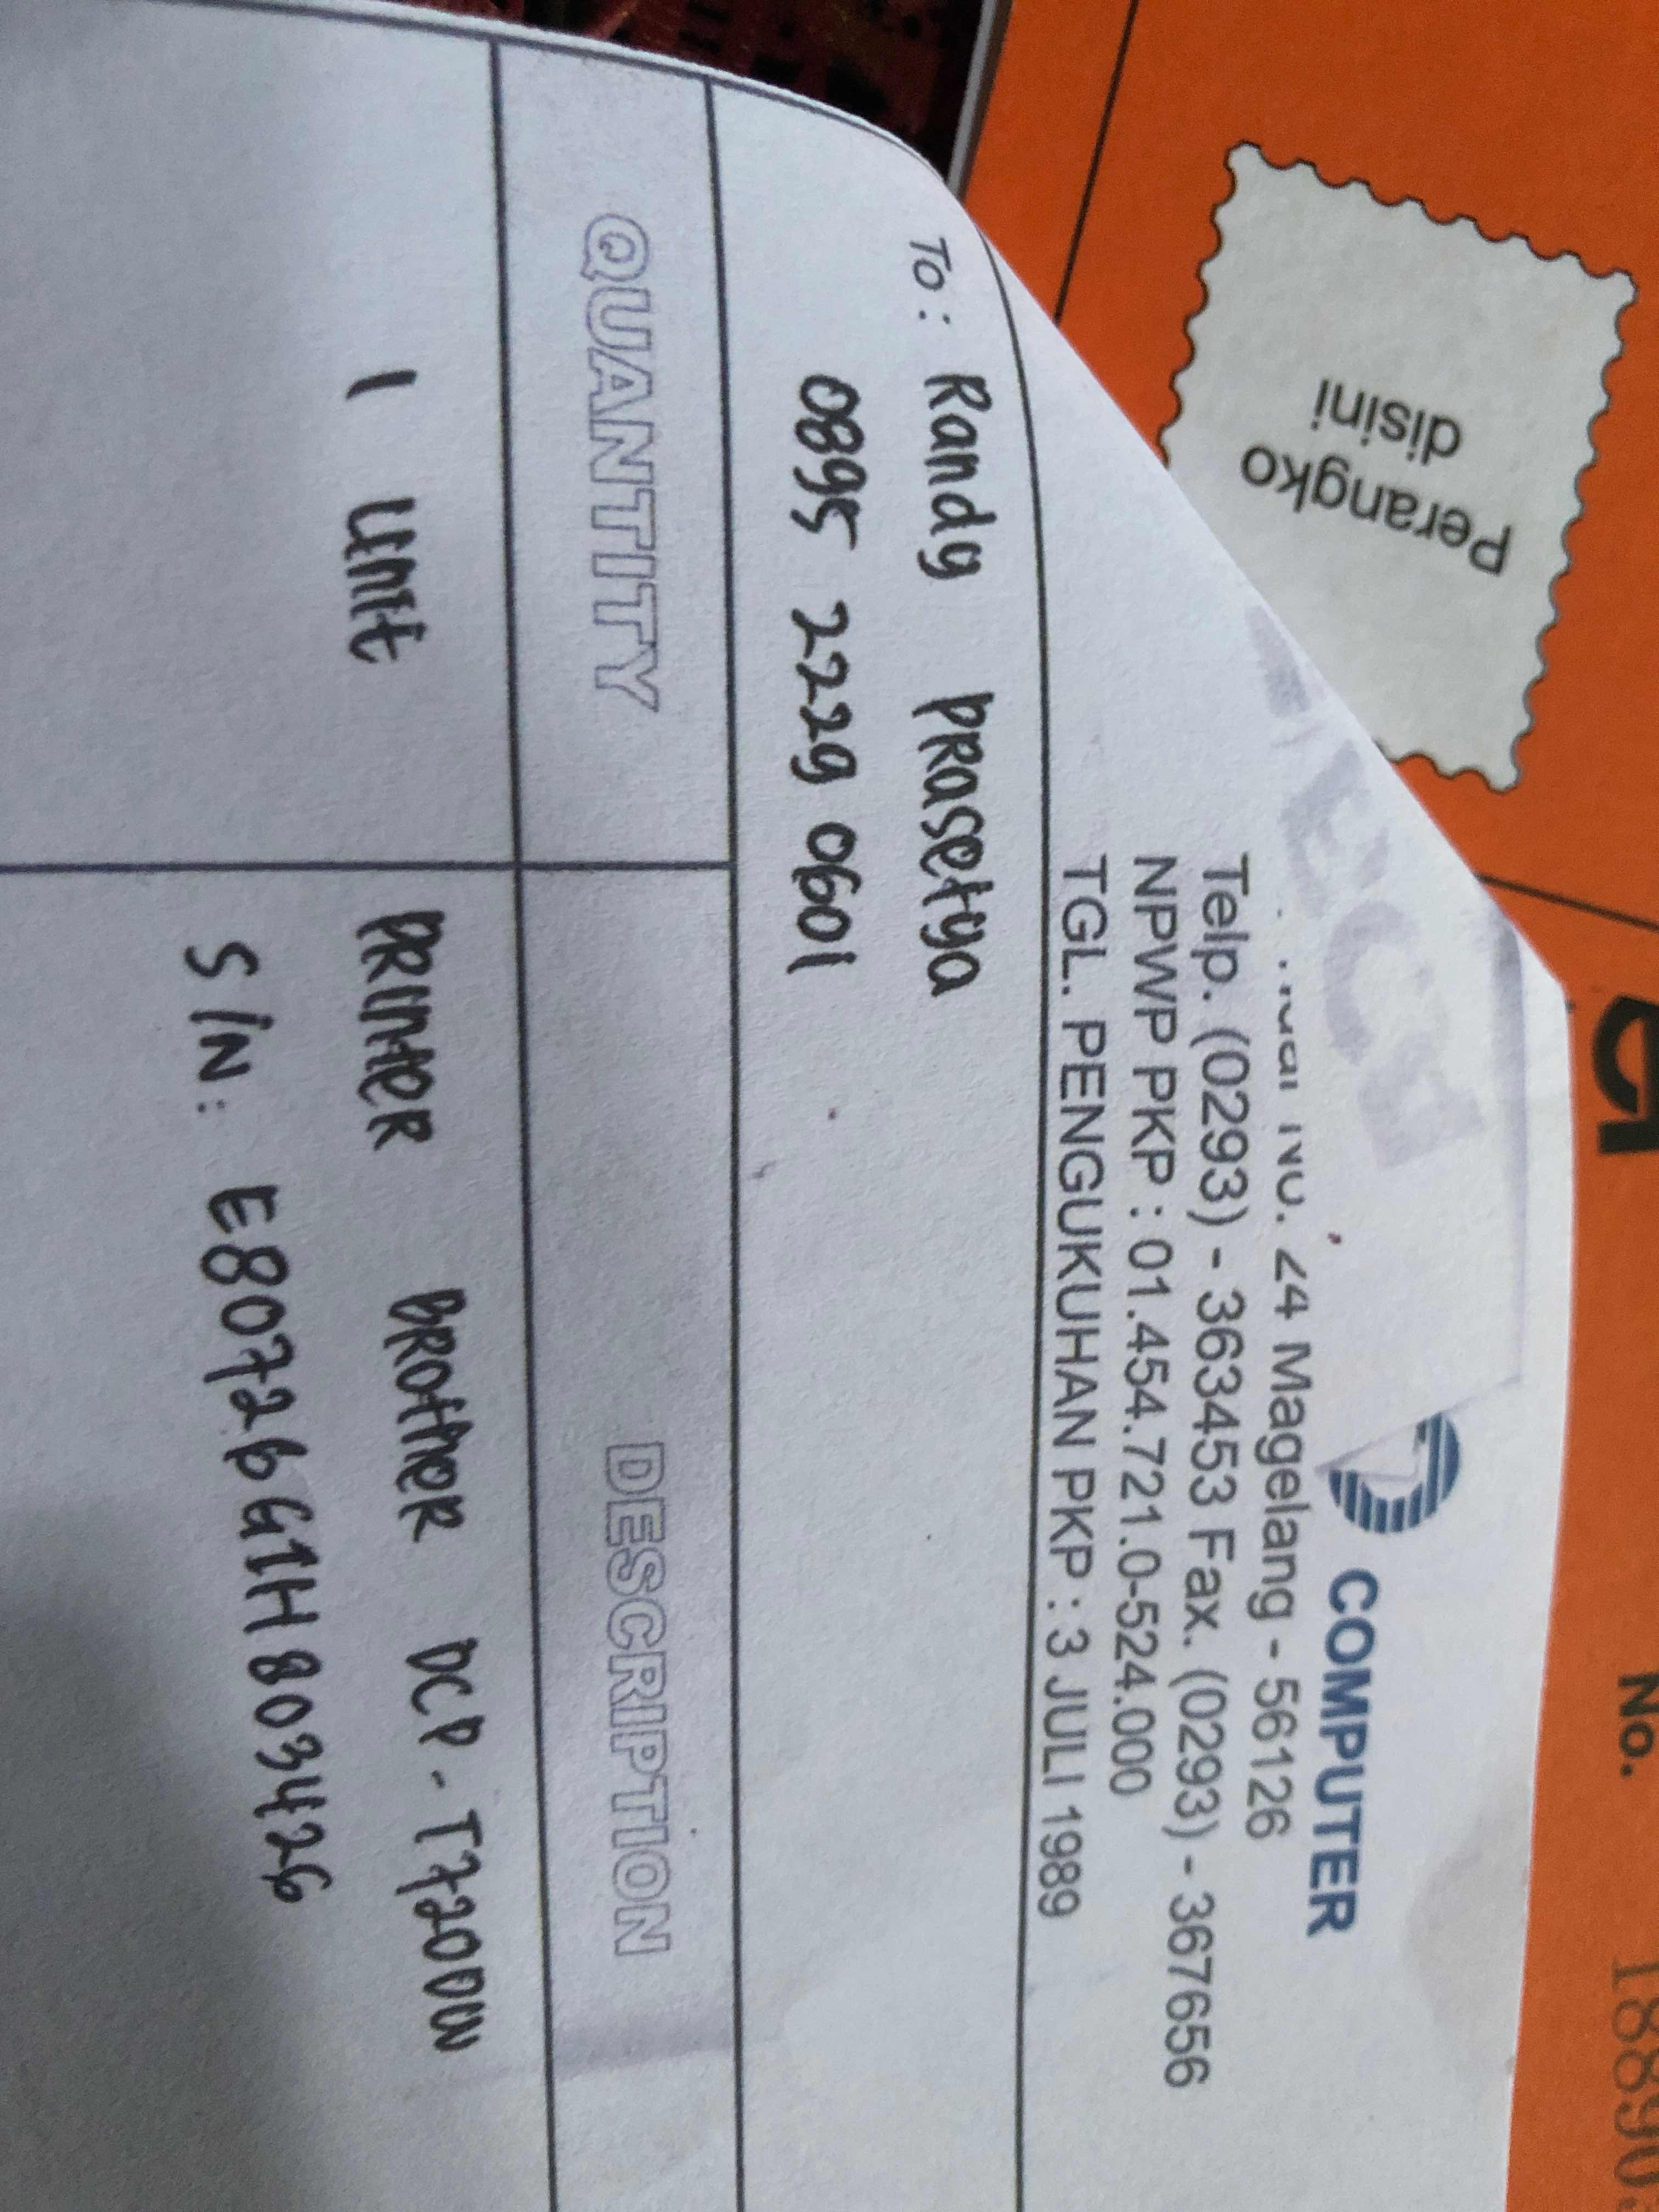 COMPUTER
No. 24 Magelang - 56126
Telp. (0293) - 363453 Fax. (0293) - 367656
NPWP PKP : 01.454.721.0-524.000
TGL. PENGUKUHAN PKP : 3 JULI 1989
To : Randy Prasetya
0895 2229 0601
QUANTITY DESCRIPTION
1 Unit PRINTER BROTHER DCP - T720DW
S/N : E80726G1H803429
Perangko
disini
No.